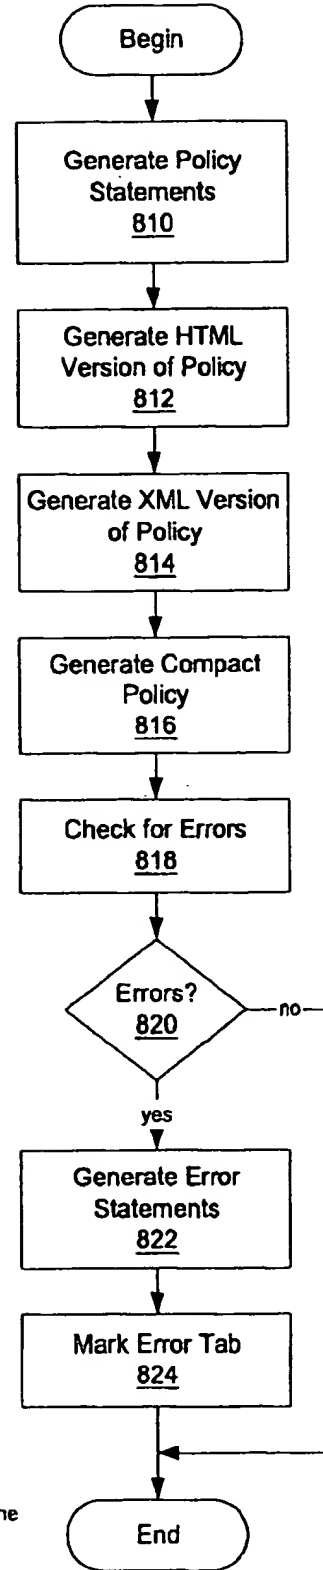 Begin
Generate Policy
Statements
810
Generate HTML
Version of Policy
812
Generate XML Version
of Policy
814
Generate Compact
Policy
816
Check for Errors
818
Errors?
820
no
yes
Generate Error
Statements
822
Mark Error Tab
824
End